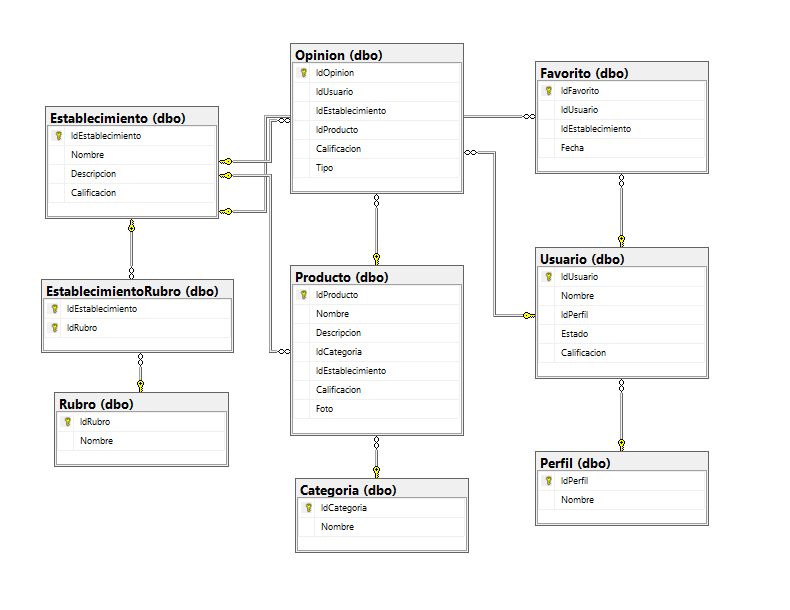 Opinion (dbo)
IdOpinion
IdUsuario
IdEstablecimiento
IdProducto
Calificacion
Tipo
Favorito (dbo)
IdFavorito
IdUsuario
IdEstablecimiento
Fecha
Establecimiento (dbo)
IdEstablecimiento
Nombre
Descripcion
Calificacion
Usuario (dbo)
IdUsuario
Nombre
IdPerfil
Estado
Calificacion
Producto (dbo)
IdProducto
Nombre
Descripcion
IdCategoria
IdEstablecimiento
Calificacion
Foto
EstablecimientoRubro (dbo)
IdEstablecimiento
IdRubro
Rubro (dbo)
IdRubro
Nombre
Perfil (dbo)
IdPerfil
Nombre
Categoria (dbo)
IdCategoria
Nombre